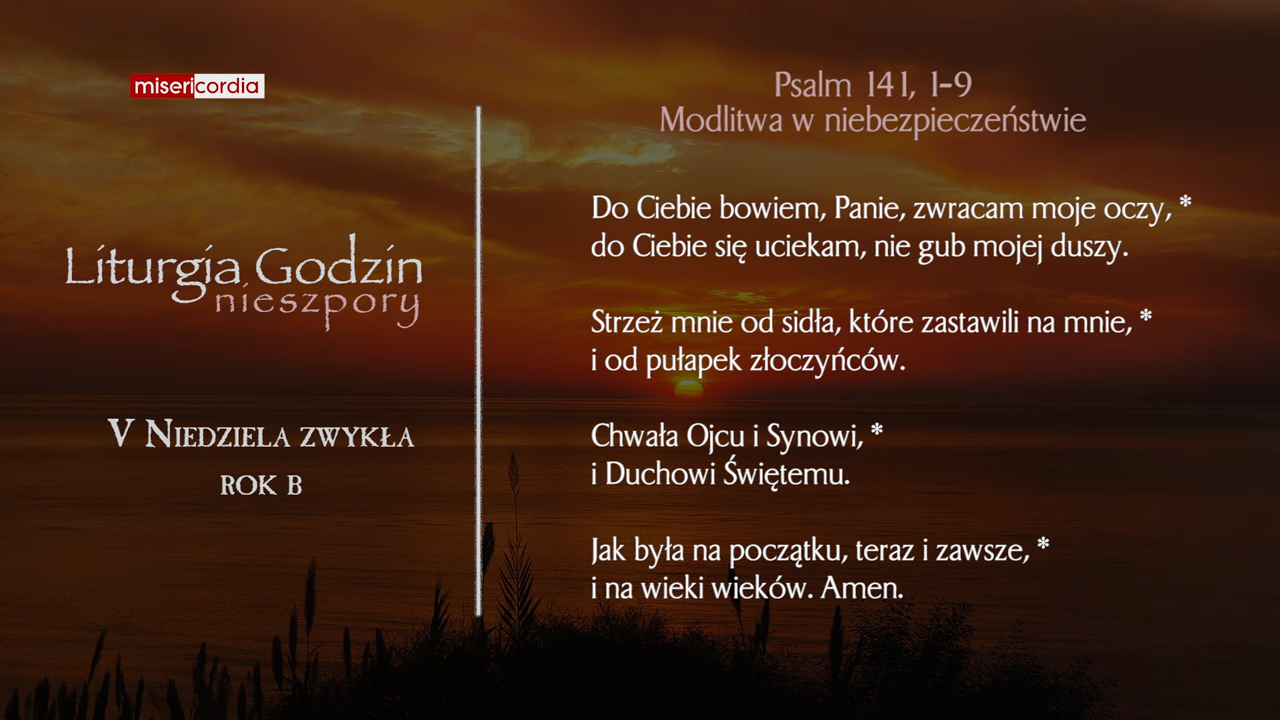 misericordia
Liturgia Godzin
nieszpory
V Niedziela zwykła
rok B
Psalm 141, 1-9
Modlitwa w niebezpieczeństwie
Do Ciebie bowiem, Panie, zwracam moje oczy, *
do Ciebie się uciekam, nie gub mojej duszy.
Strzeż mnie od sidła, które zastawili na mnie, *
i od pułapek złoczyńców.
Chwała Ojcu i Synowi, *
i Duchowi Świętemu.
Jak była na początku, teraz i zawsze, *
i na wieki wieków. Amen.